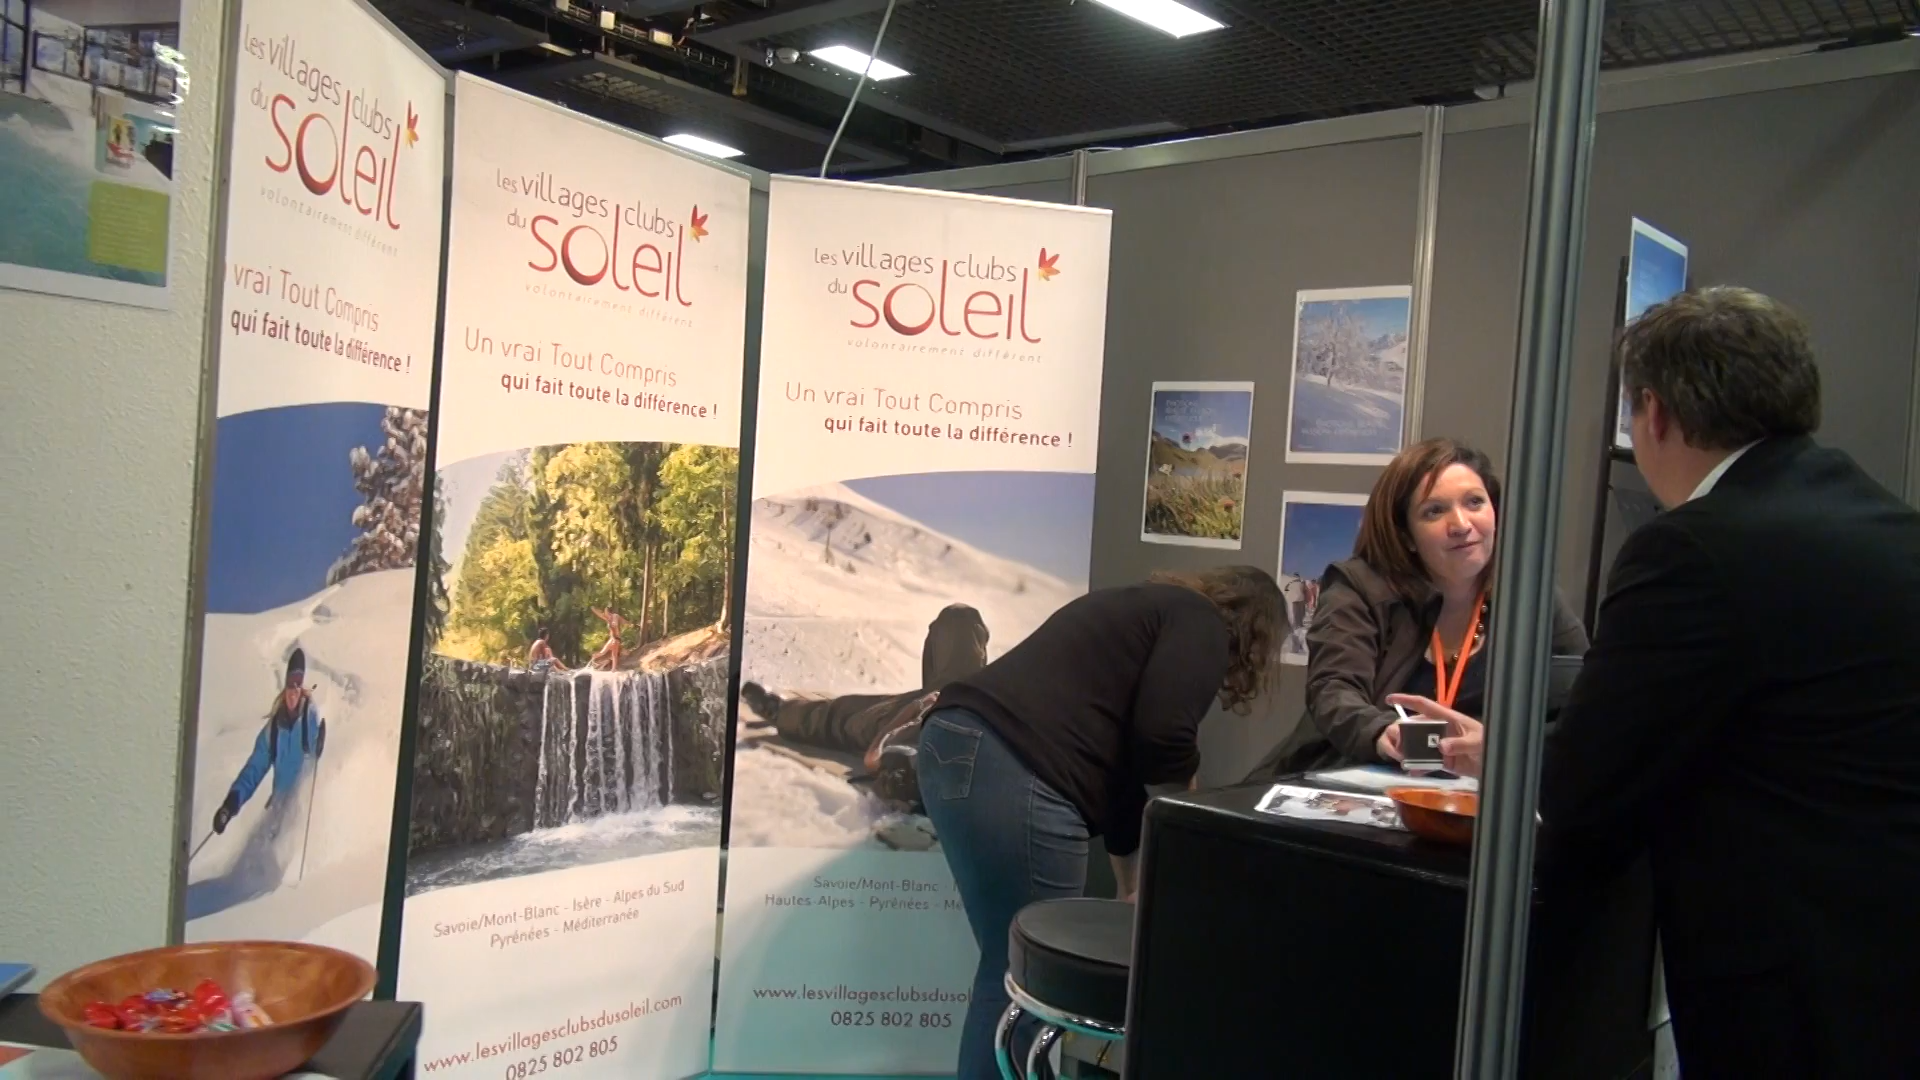 les villages clubs
du soleil
volontairement différent
vrai Tout Compris
qui fait toute la différence !
les villages clubs
du soleil
volontairement différent
Un vrai Tout Compris
qui fait toute la différence !
Savoie/Mont-Blanc - Isère - Alpes du Sud
Pyrénées - Méditerranée
www.lesvillagesclubsdusoleil.com
0825 802 805
les villages clubs
du soleil
volontairement différent
Un vrai Tout Compris
qui fait toute la différence !
Savoie/Mont-Blanc -
Hautes-Alpes - Pyrénées -
www.lesvillagesclubsdusol
0825 802 805